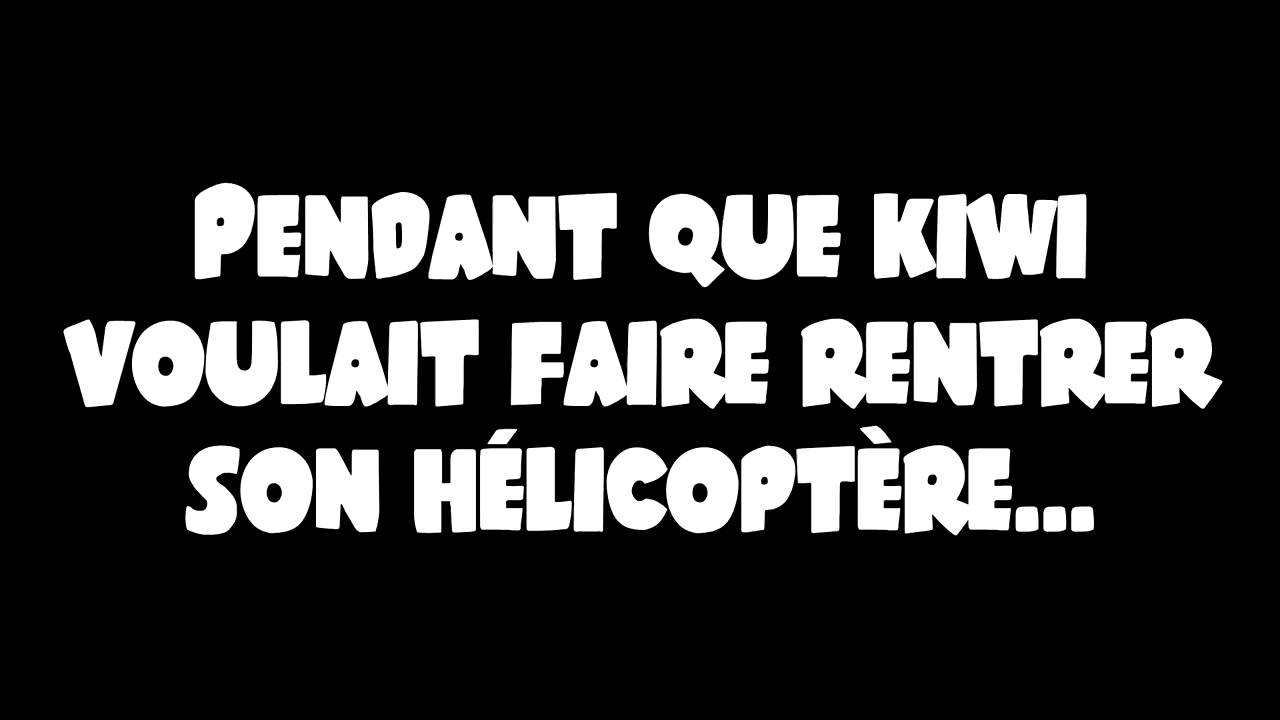 PENDANT QUE KIWI
VOULAIT FAIRE RENTRER
SON HÉLICOPTÈRE...